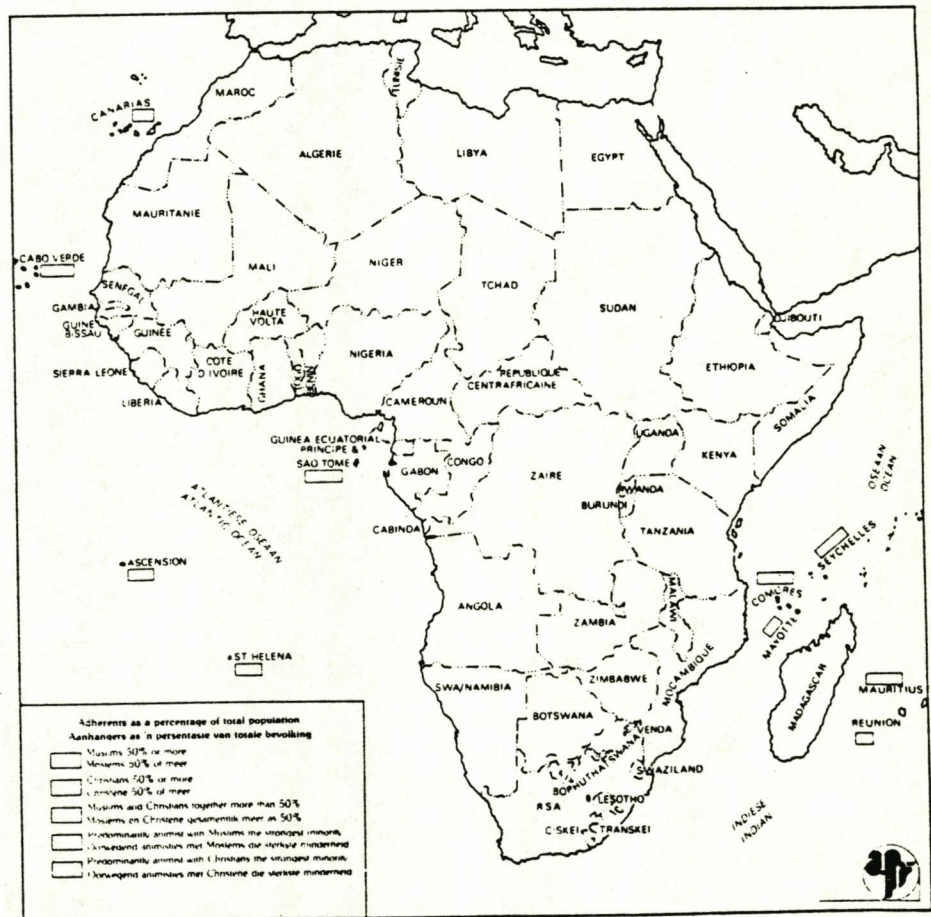 CANARIAS
MAROC
TUNISIE
ALGERIE
LIBYA
EGYPT
MAURITANIE
CABO VERDE
MALI
NIGER
TCHAD
SUDAN
SENEGAL
GAMBIA
GUINE
BISSAU
GUINÉE
HAUTE
VOLTA
DJIBOUTI
SIERRA LEONE
COTE
D'IVOIRE
GHANA
TOGO
BENIN
NIGERIA
ETHIOPIA
LIBERIA
CAMEROUN
REPUBLIQUE
CENTRAFRICAINE
SOMALIA
GUINEA ECUATORIAL
PRINCIPE &
SAO TOME
GABON
CONGO
ZAIRE
UGANDA
KENYA
RWANDA
BURUNDI
OSEAAN
OCEAN
ATLANTIESE OSEAAN
ATLANTIC OCEAN
CABINDA
TANZANIA
SEYCHELLES
ASCENSION
COMORES
MAYOTTE
ANGOLA
ZAMBIA
MALAWI
MOCAMBIQUE
ST HELENA
MADAGASCAR
MAURITIUS
REUNION
SWA/NAMIBIA
ZIMBABWE
BOTSWANA
VENDA
BOPHUTHATSWANA
SWAZILAND
RSA
LESOTHO
CISKEI
TRANSKEI
INDIESE
INDIAN
Adherents as a percentage of total population
Aanhangers as 'n persentasie van totale bevolking
Muslims 50% or more
Moslems 50% of meer
Christians 50% or more
Christene 50% of meer
Muslims and Christians together more than 50%
Moslems en Christene gesamentlik meer as 50%
Predominantly animist with Muslims the strongest minority
Oorwegend animisties met Moslems die sterkste minderheid
Predominantly animist with Christians the strongest minority
Oorwegend animisties met Christene die sterkste minderheid